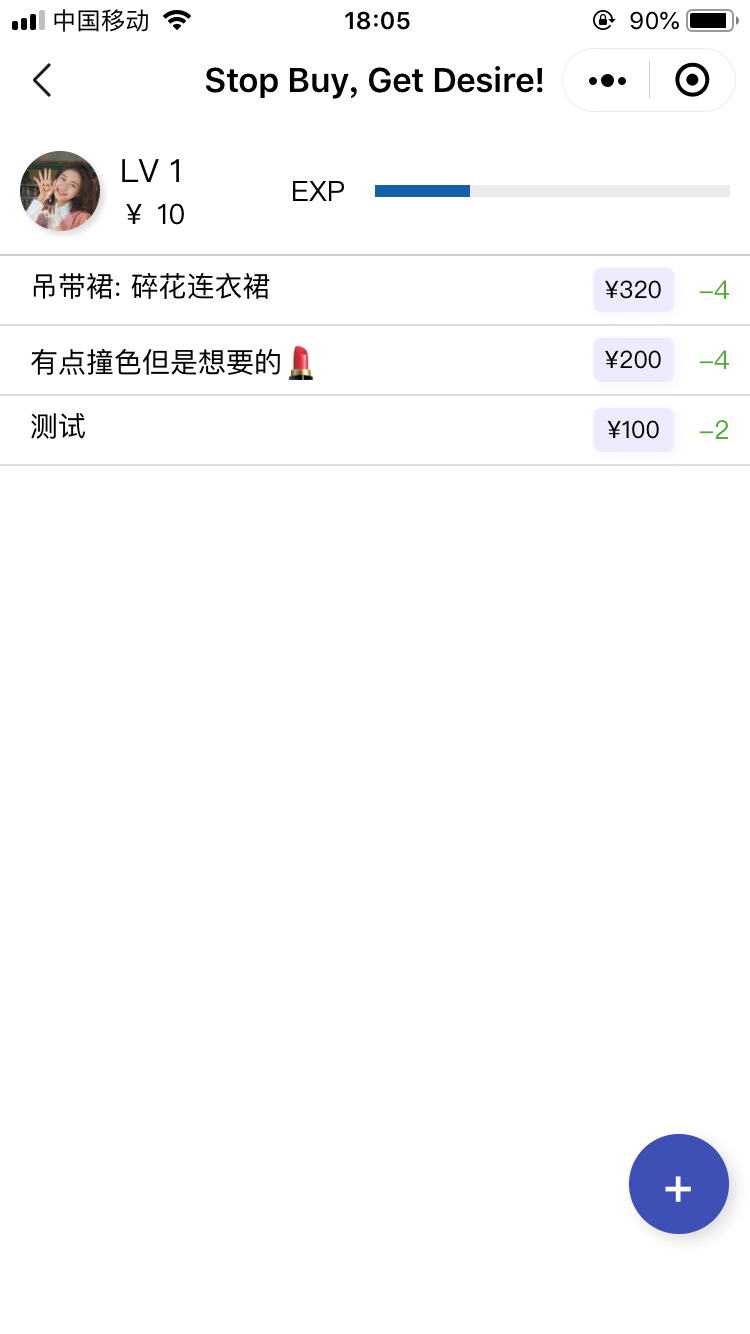 中国移动 18:05 90%
Stop Buy, Get Desire!
LV 1
¥ 10
EXP
吊带裙: 碎花连衣裙 ¥320 −4
有点撞色但是想要的💄 ¥200 −4
测试 ¥100 −2
+